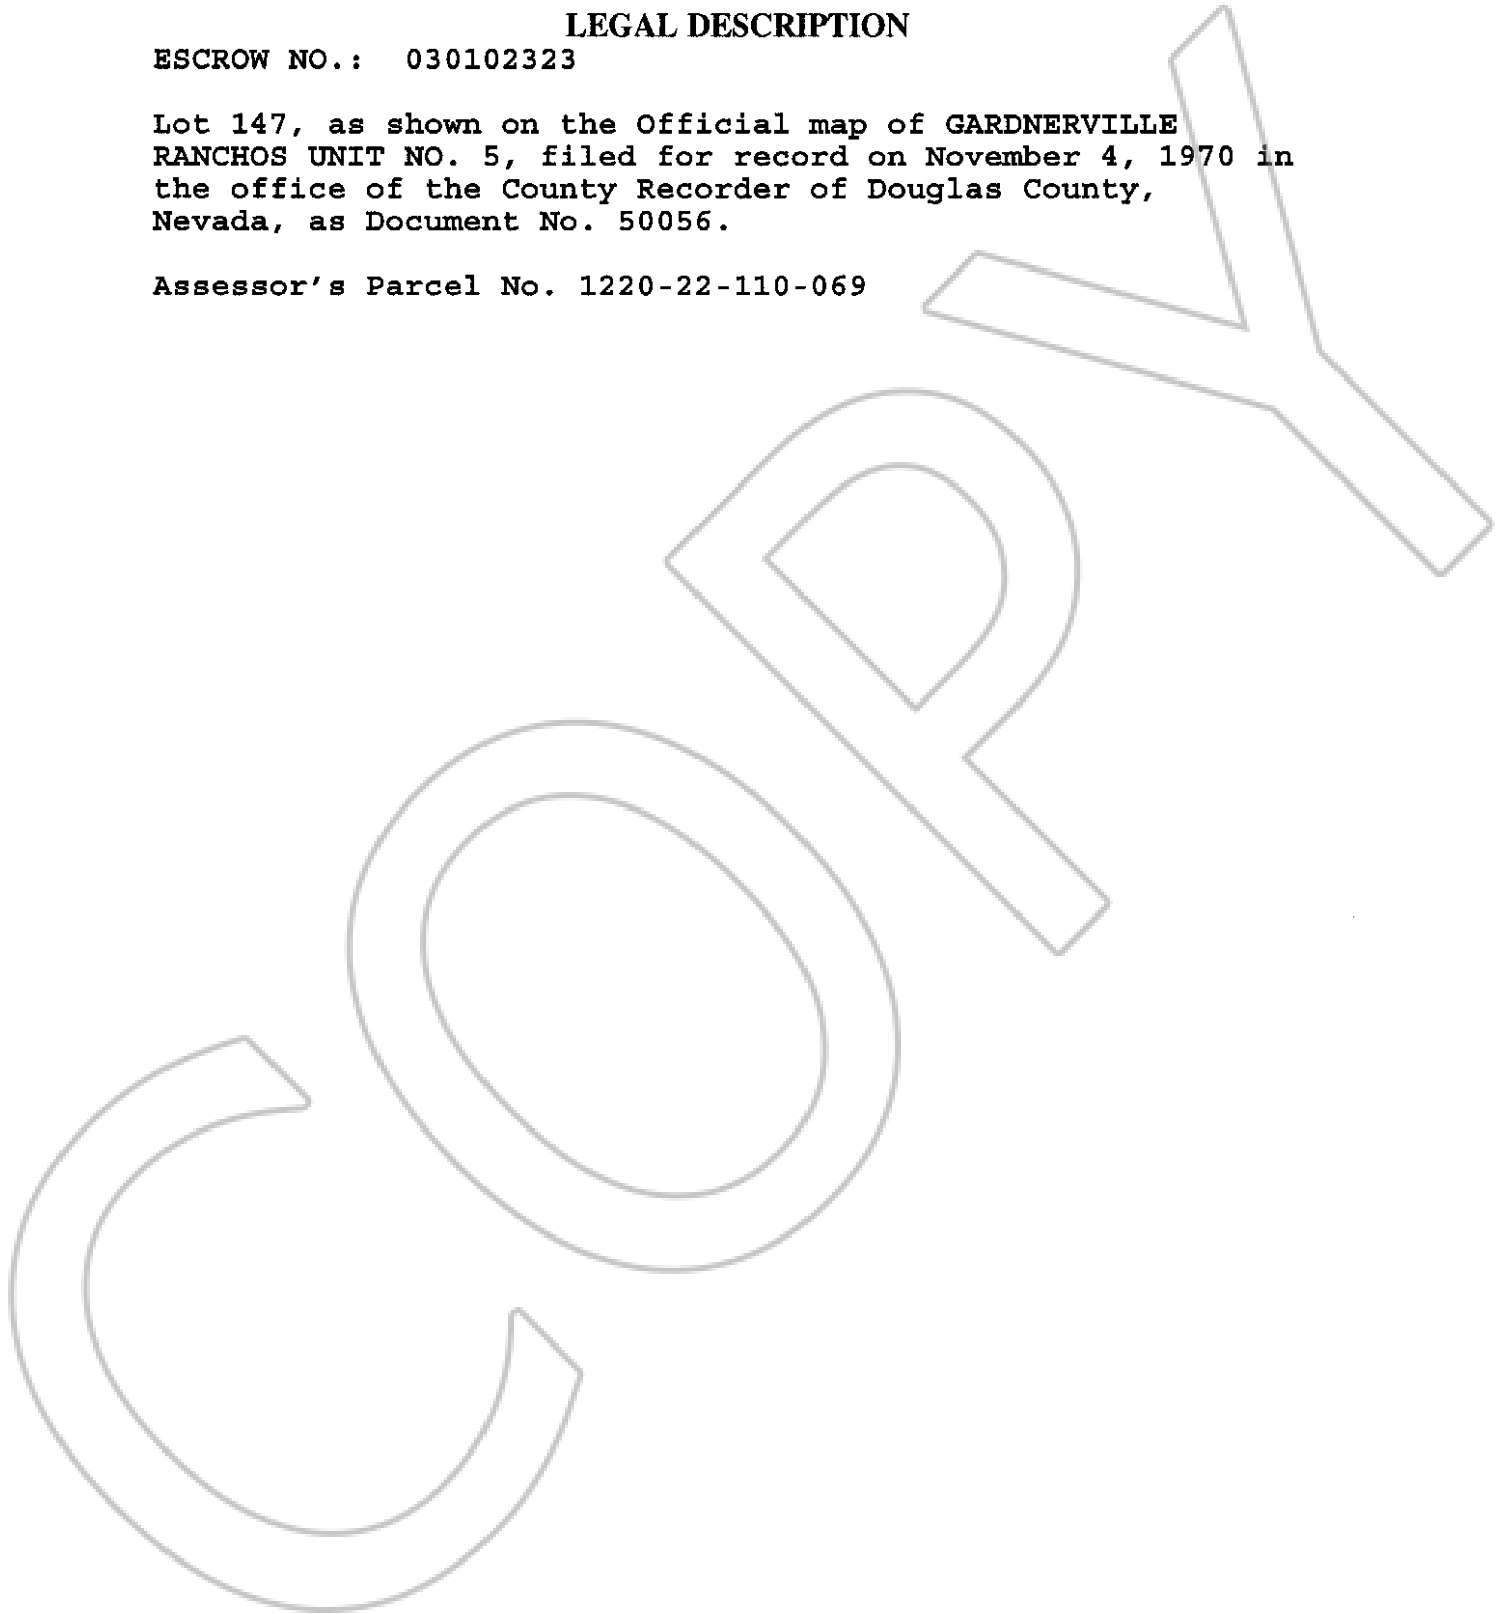 LEGAL DESCRIPTION
ESCROW NO.: 030102323
Lot 147, as shown on the Official map of GARDNERVILLE
RANCHOS UNIT NO. 5, filed for record on November 4, 1970 in
the office of the County Recorder of Douglas County,
Nevada, as Document No. 50056.
Assessor's Parcel No. 1220-22-110-069
COPY